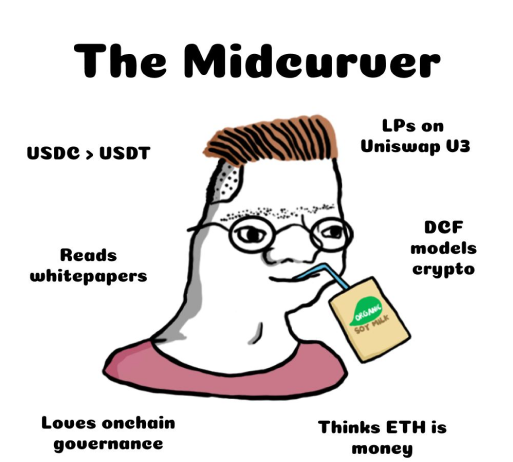 The Midcurver
USDC > USDT
LPs on
Uniswap V3
Reads
whitepapers
DCF
models
crypto
ORGANIC
SOY MILK
Loves onchain
governance
Thinks ETH is
money